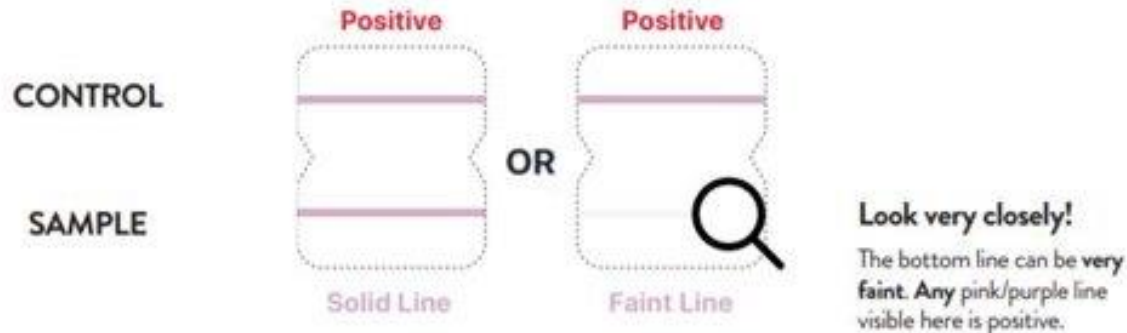 Positive
Positive
CONTROL
OR
SAMPLE
Look very closely!
The bottom line can be very
faint. Any pink/purple line
visible here is positive.
Solid Line
Faint Line